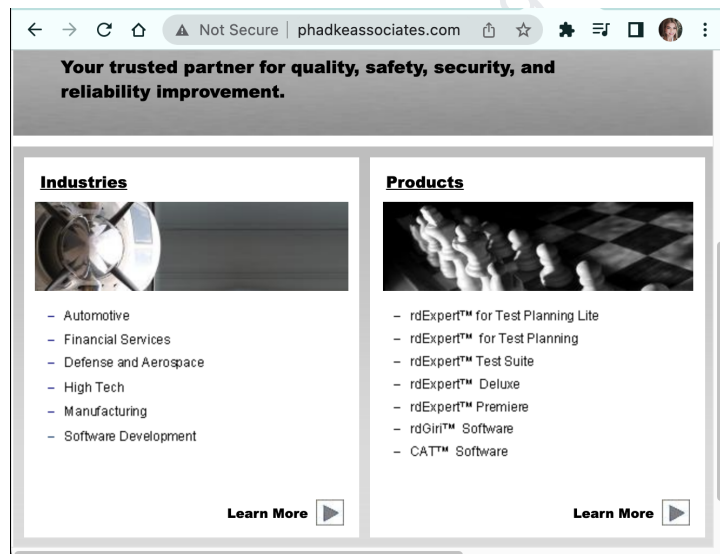 Not Secure phadkeassociates.com
Your trusted partner for quality, safety, security, and
reliability improvement.
Industries
– Automotive
– Financial Services
– Defense and Aerospace
– High Tech
– Manufacturing
– Software Development
Learn More
Products
– rdExpert™ for Test Planning Lite
– rdExpert™ for Test Planning
– rdExpert™ Test Suite
– rdExpert™ Deluxe
– rdExpert™ Premiere
– rdGiri™ Software
– CAT™ Software
Learn More